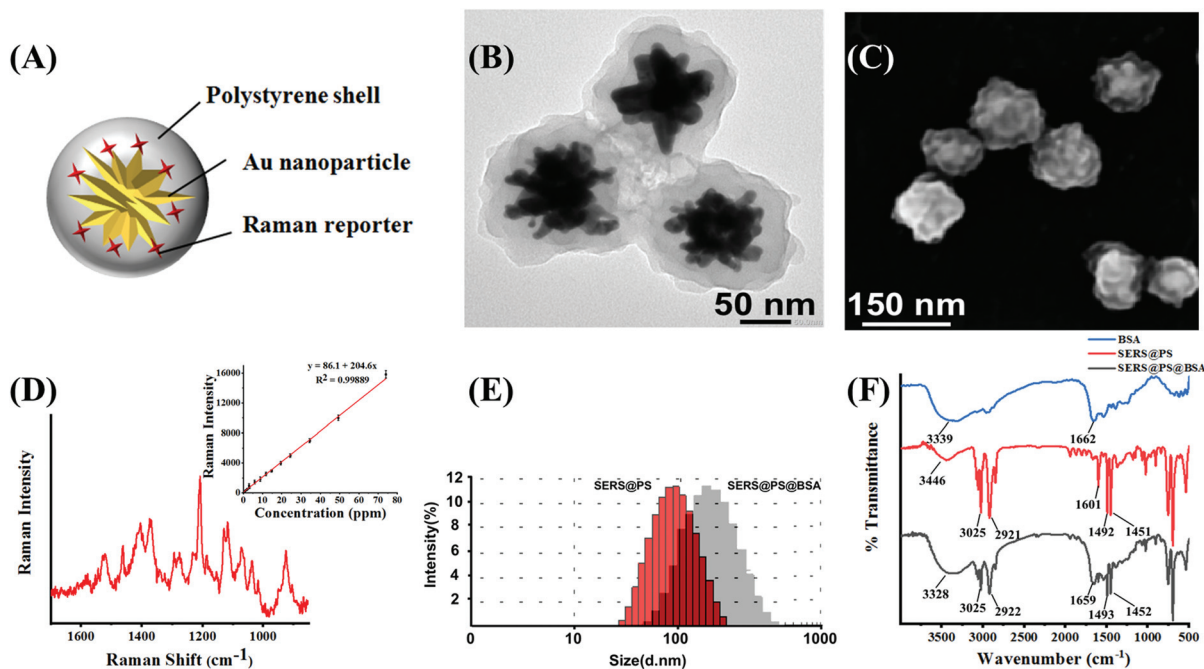 (A)
Polystyrene shell
Au nanoparticle
Raman reporter
(B)
50 nm
(C)
150 nm
(D)
y = 86.1 + 204.6x
R² = 0.99889
Raman Intensity
16000
12000
8000
4000
0
0 10 20 30 40 50 60 70 80
Concentration (ppm)
Raman Intensity
1600 1400 1200 1000
Raman Shift (cm⁻¹)
(E)
SERS@PS
SERS@PS@BSA
Intensity(%)
12
10
8
6
4
2
0 10 100 1000
Size(d.nm)
(F)
BSA
SERS@PS
SERS@PS@BSA
% Transmittance
3339
1662
3446
1601
3025 2921
1492 1451
3328
3025 2922
1659
1493 1452
4000 3500 3000 2500 2000 1500 1000 500
Wavenumber (cm⁻¹)